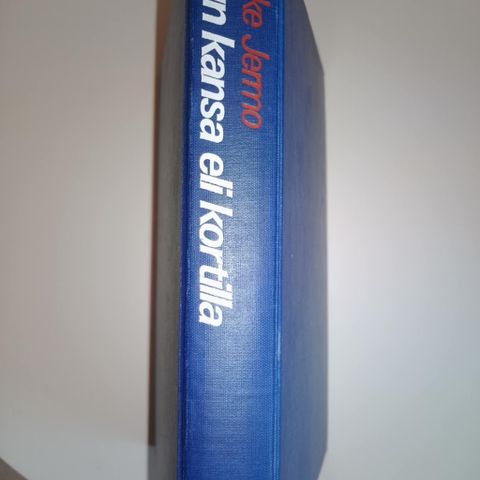 ke Jermo
n kansa eli kortilla